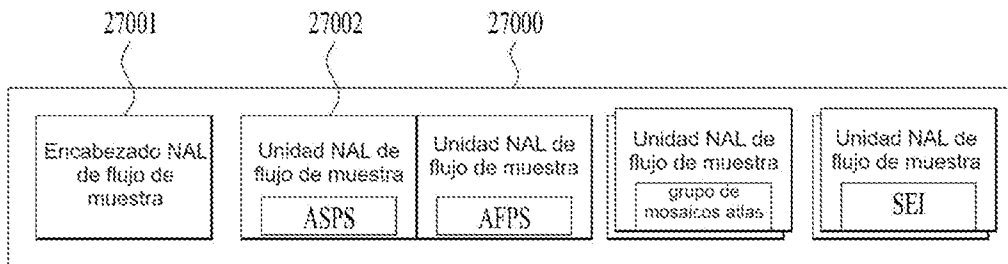 27001
27002
27000
Encabezado NAL
de flujo de
muestra
Unidad NAL de
flujo de muestra
ASPS
Unidad NAL de
flujo de muestra
AFPS
Unidad NAL de
flujo de muestra
grupo de
mosaicos atlas
Unidad NAL de
flujo de muestra
SEI